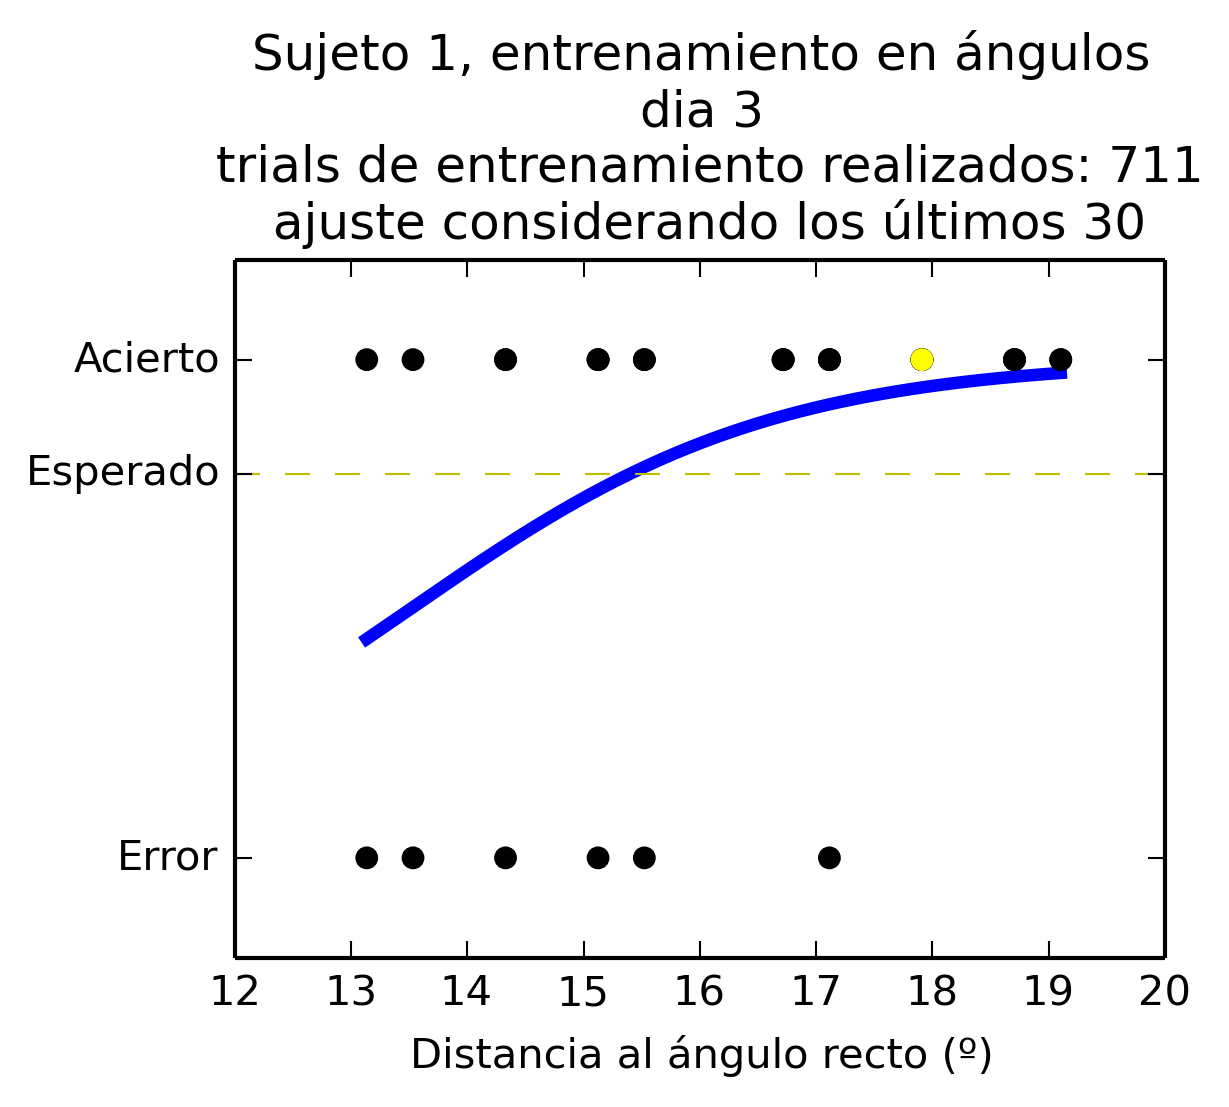 Sujeto 1, entrenamiento en ángulos
dia 3
trials de entrenamiento realizados: 711
ajuste considerando los últimos 30
Acierto
Esperado
Error
12 13 14 15 16 17 18 19 20
Distancia al ángulo recto (º)